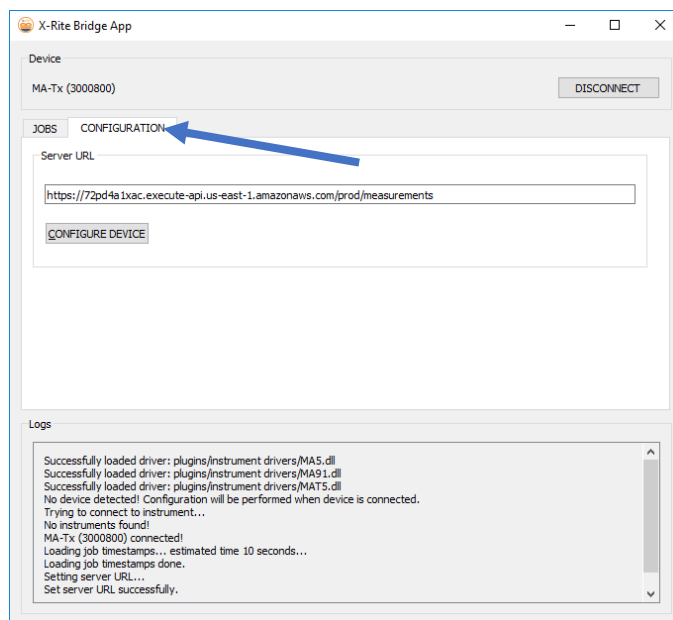 X-Rite Bridge App
Device
MA-Tx (3000800)
DISCONNECT
JOBS
CONFIGURATION
Server URL
https://72pd4a1xac.execute-api.us-east-1.amazonaws.com/prod/measurements
CONFIGURE DEVICE
Logs
Successfully loaded driver: plugins/instrument drivers/MA5.dll
Successfully loaded driver: plugins/instrument drivers/MA91.dll
Successfully loaded driver: plugins/instrument drivers/MAT5.dll
No device detected! Configuration will be performed when device is connected.
Trying to connect to instrument...
No instruments found!
MA-Tx (3000800) connected!
Loading job timestamps... estimated time 10 seconds...
Loading job timestamps done.
Setting server URL...
Set server URL successfully.